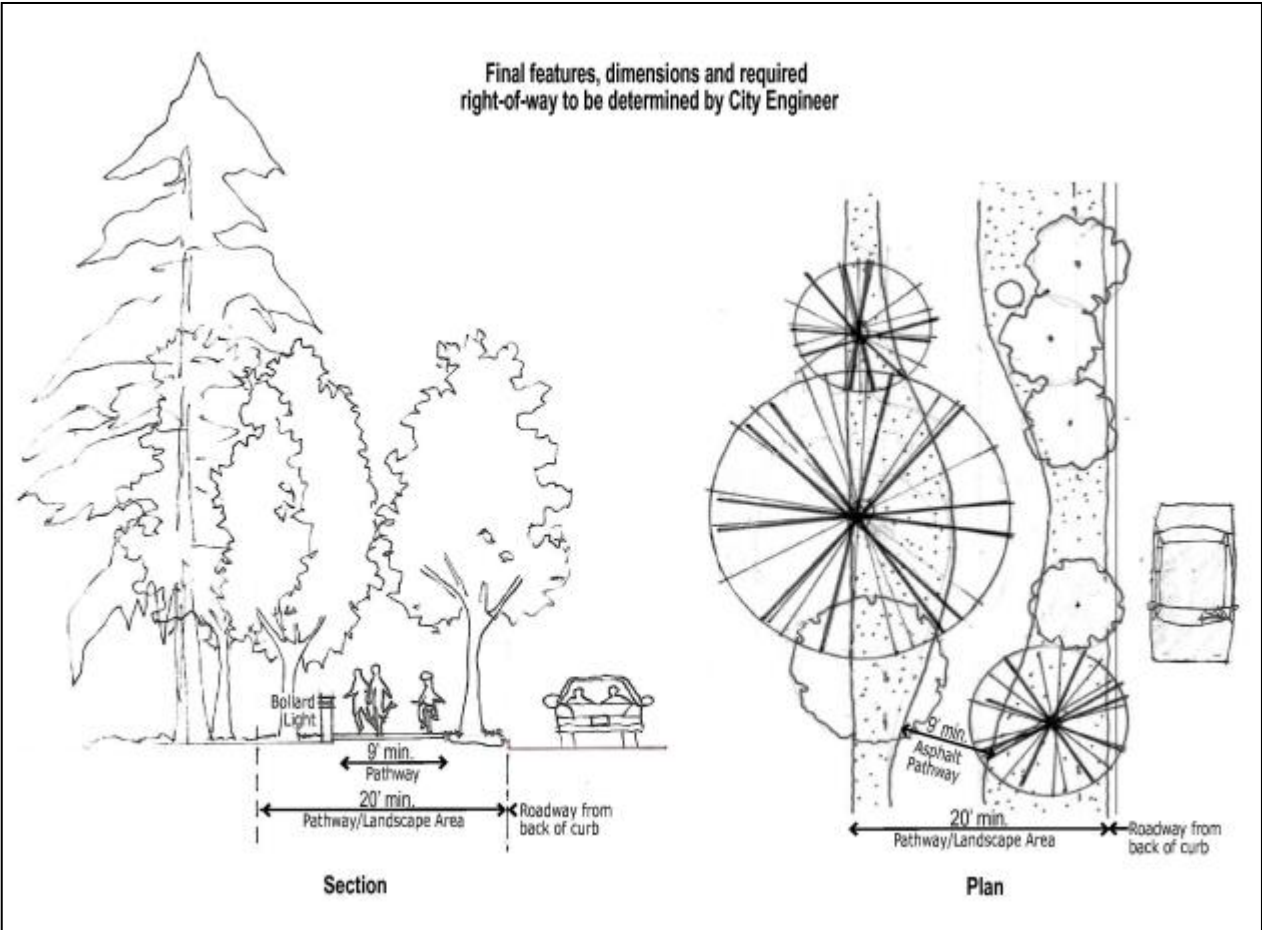 Final features, dimensions and required
right-of-way to be determined by City Engineer
Bollard
Light
9' min.
Pathway
20' min.
Pathway/Landscape Area
Roadway from
back of curb
Section
9' min.
Asphalt
Pathway
20' min.
Pathway/Landscape Area
Roadway from
back of curb
Plan